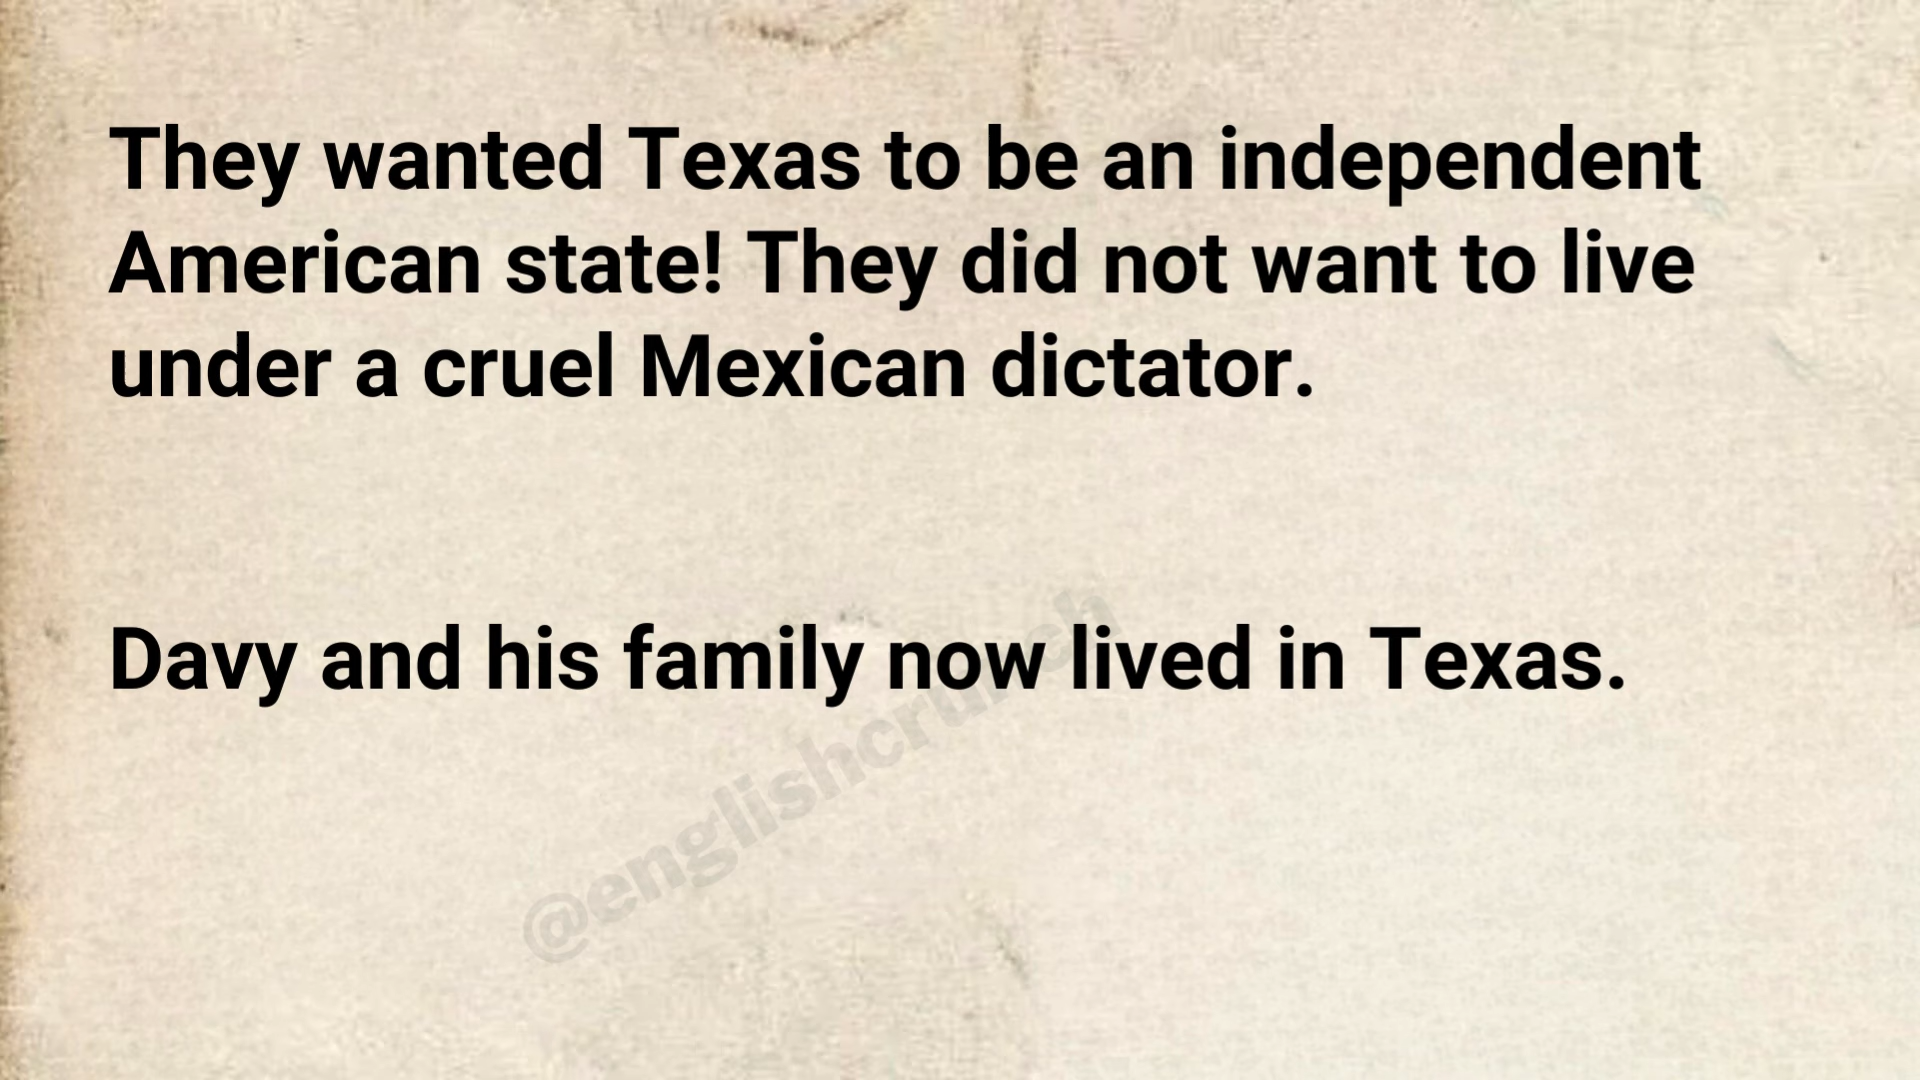 They wanted Texas to be an independent
American state! They did not want to live
under a cruel Mexican dictator.
Davy and his family now lived in Texas.
@englishcrunch